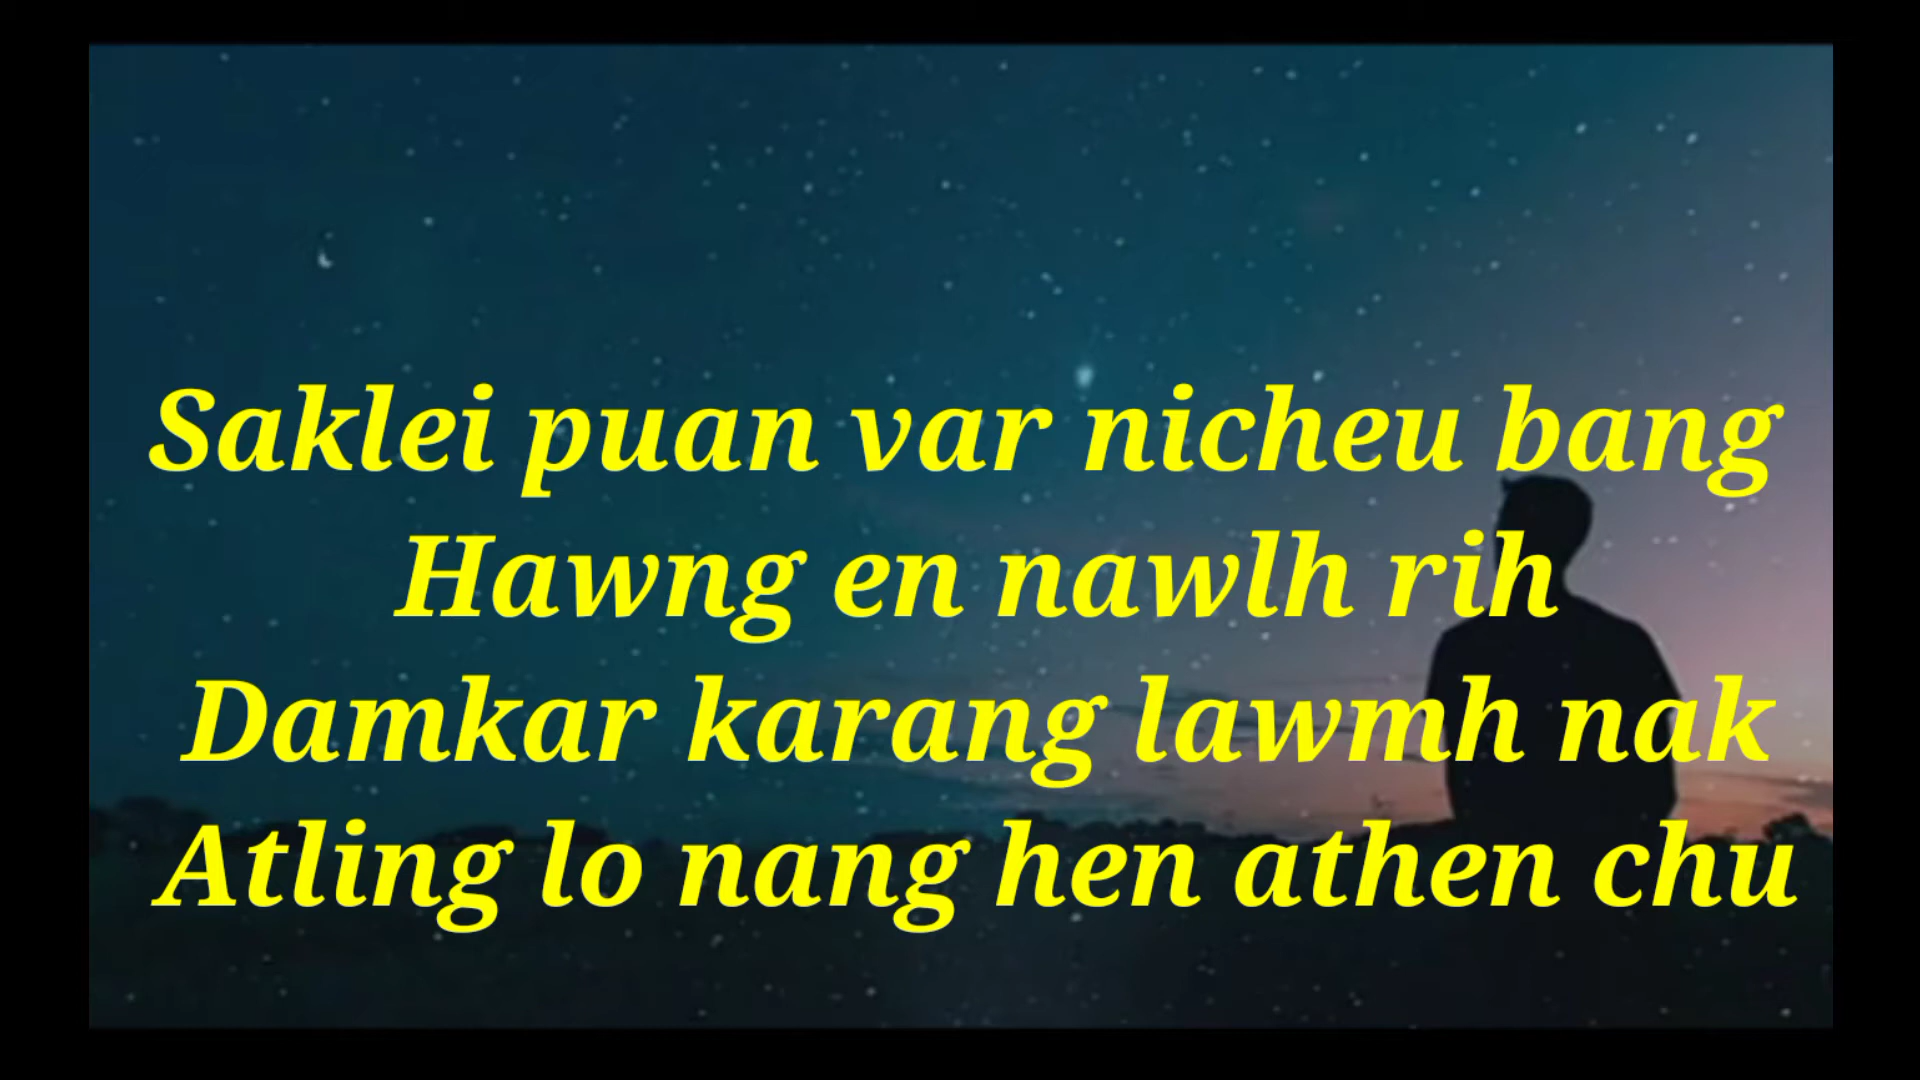 Saklei puan var nicheu bang
Hawng en nawlh rih
Damkar karang lawmh nak
Atling lo nang hen athen chu